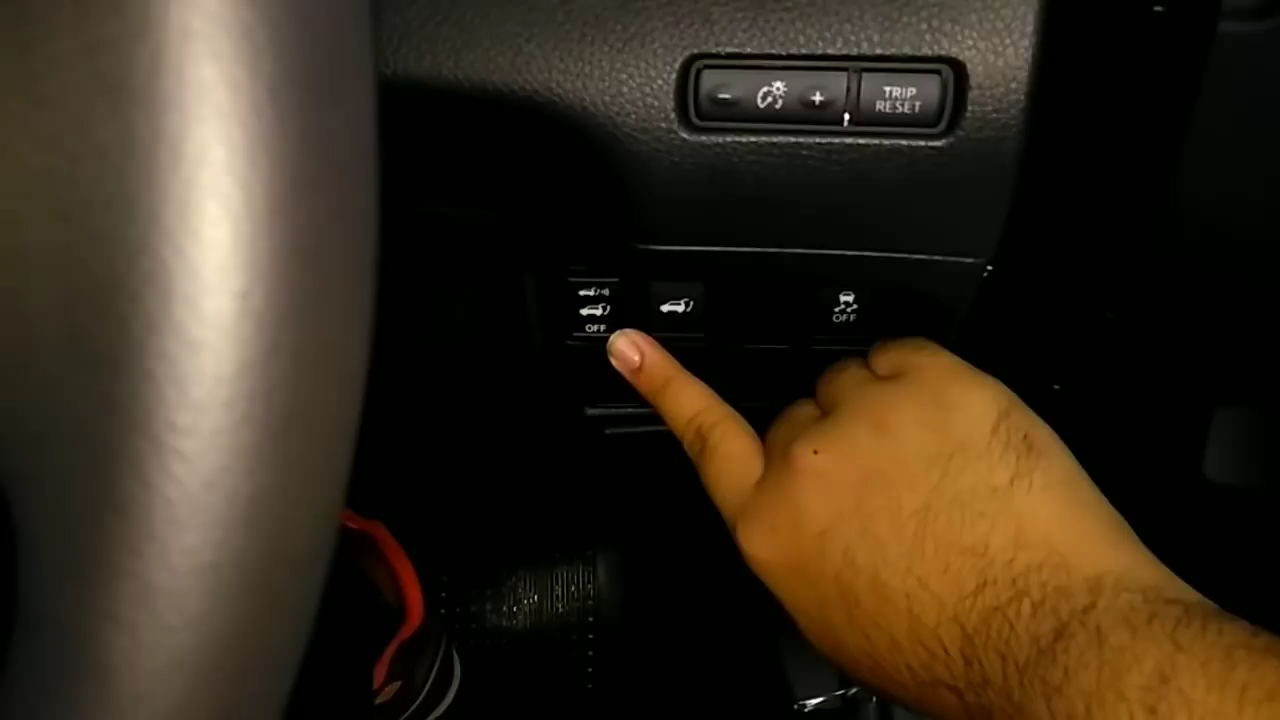 − + TRIP
RESET
OFF
OFF